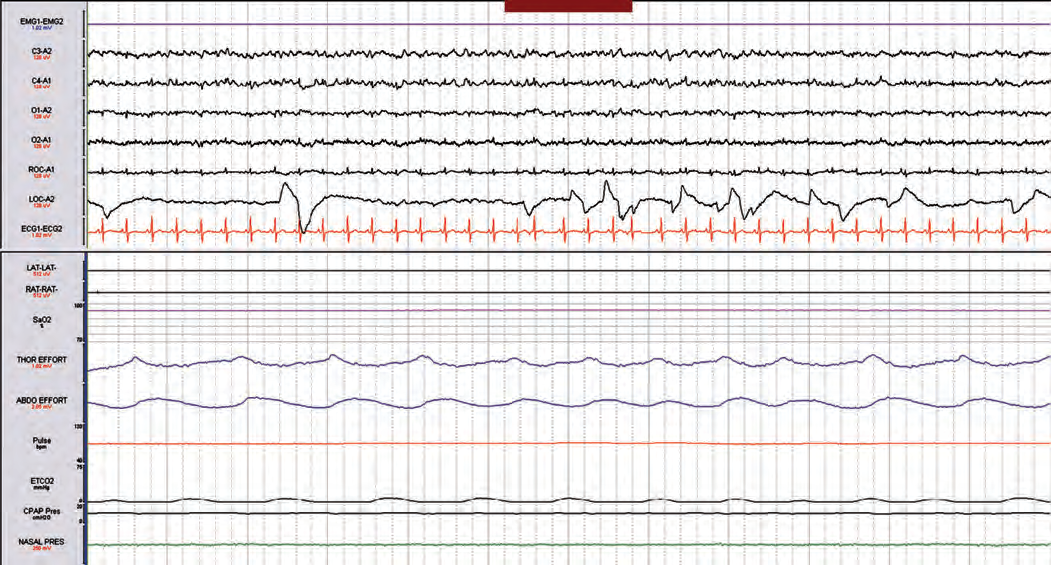 EMG1-EMG2
1.02 mV
C3-A2
128 uV
C4-A1
128 uV
O1-A2
128 uV
O2-A1
128 uV
ROC-A1
128 uV
LOC-A2
128 uV
ECG1-ECG2
1.02 mV
LAT-LAT-
512 uV
RAT-RAT-
512 uV
100
SaO2
%
70
THOR EFFORT
1.02 mV
ABDO EFFORT
2.05 mV
Pulse
bpm
40
75
ETCO2
mmHg
0
20
CPAP Pres
cmH2O
0
NASAL PRES